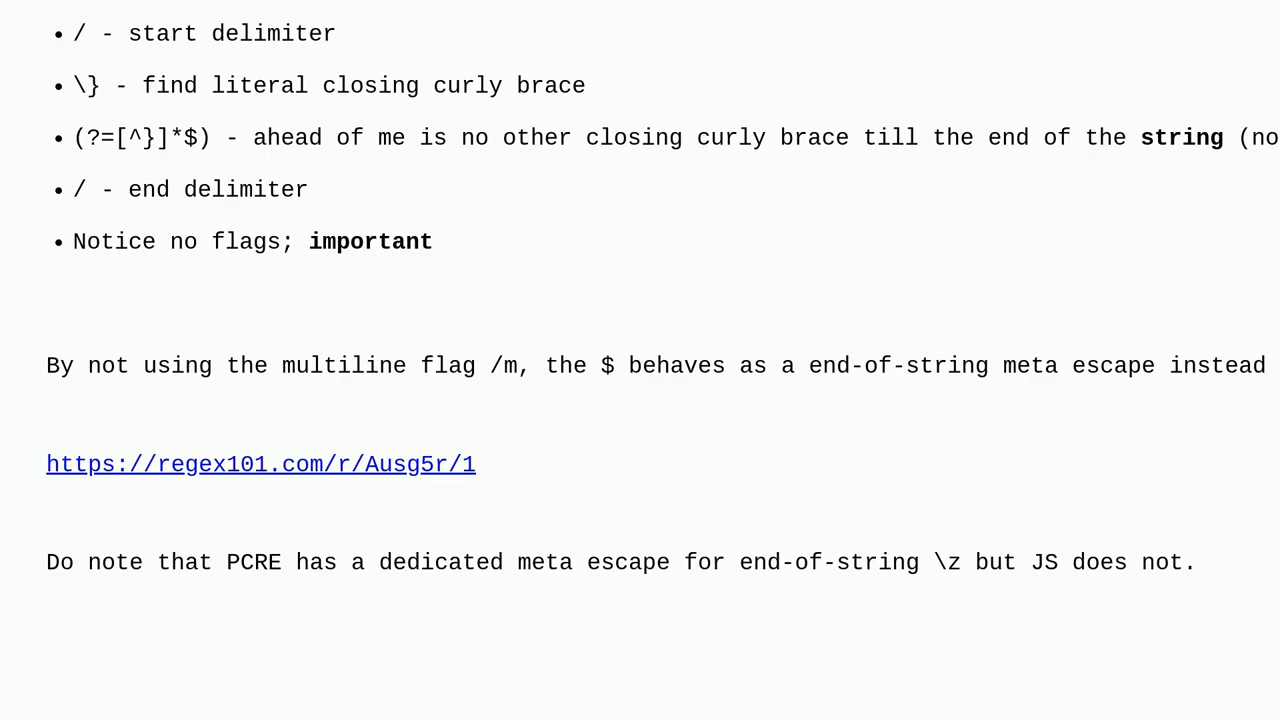 • / - start delimiter
• \} - find literal closing curly brace
• (?=[^}]*$) - ahead of me is no other closing curly brace till the end of the string (no
• / - end delimiter
• Notice no flags; important
By not using the multiline flag /m, the $ behaves as a end-of-string meta escape instead
https://regex101.com/r/Ausg5r/1
Do note that PCRE has a dedicated meta escape for end-of-string \z but JS does not.